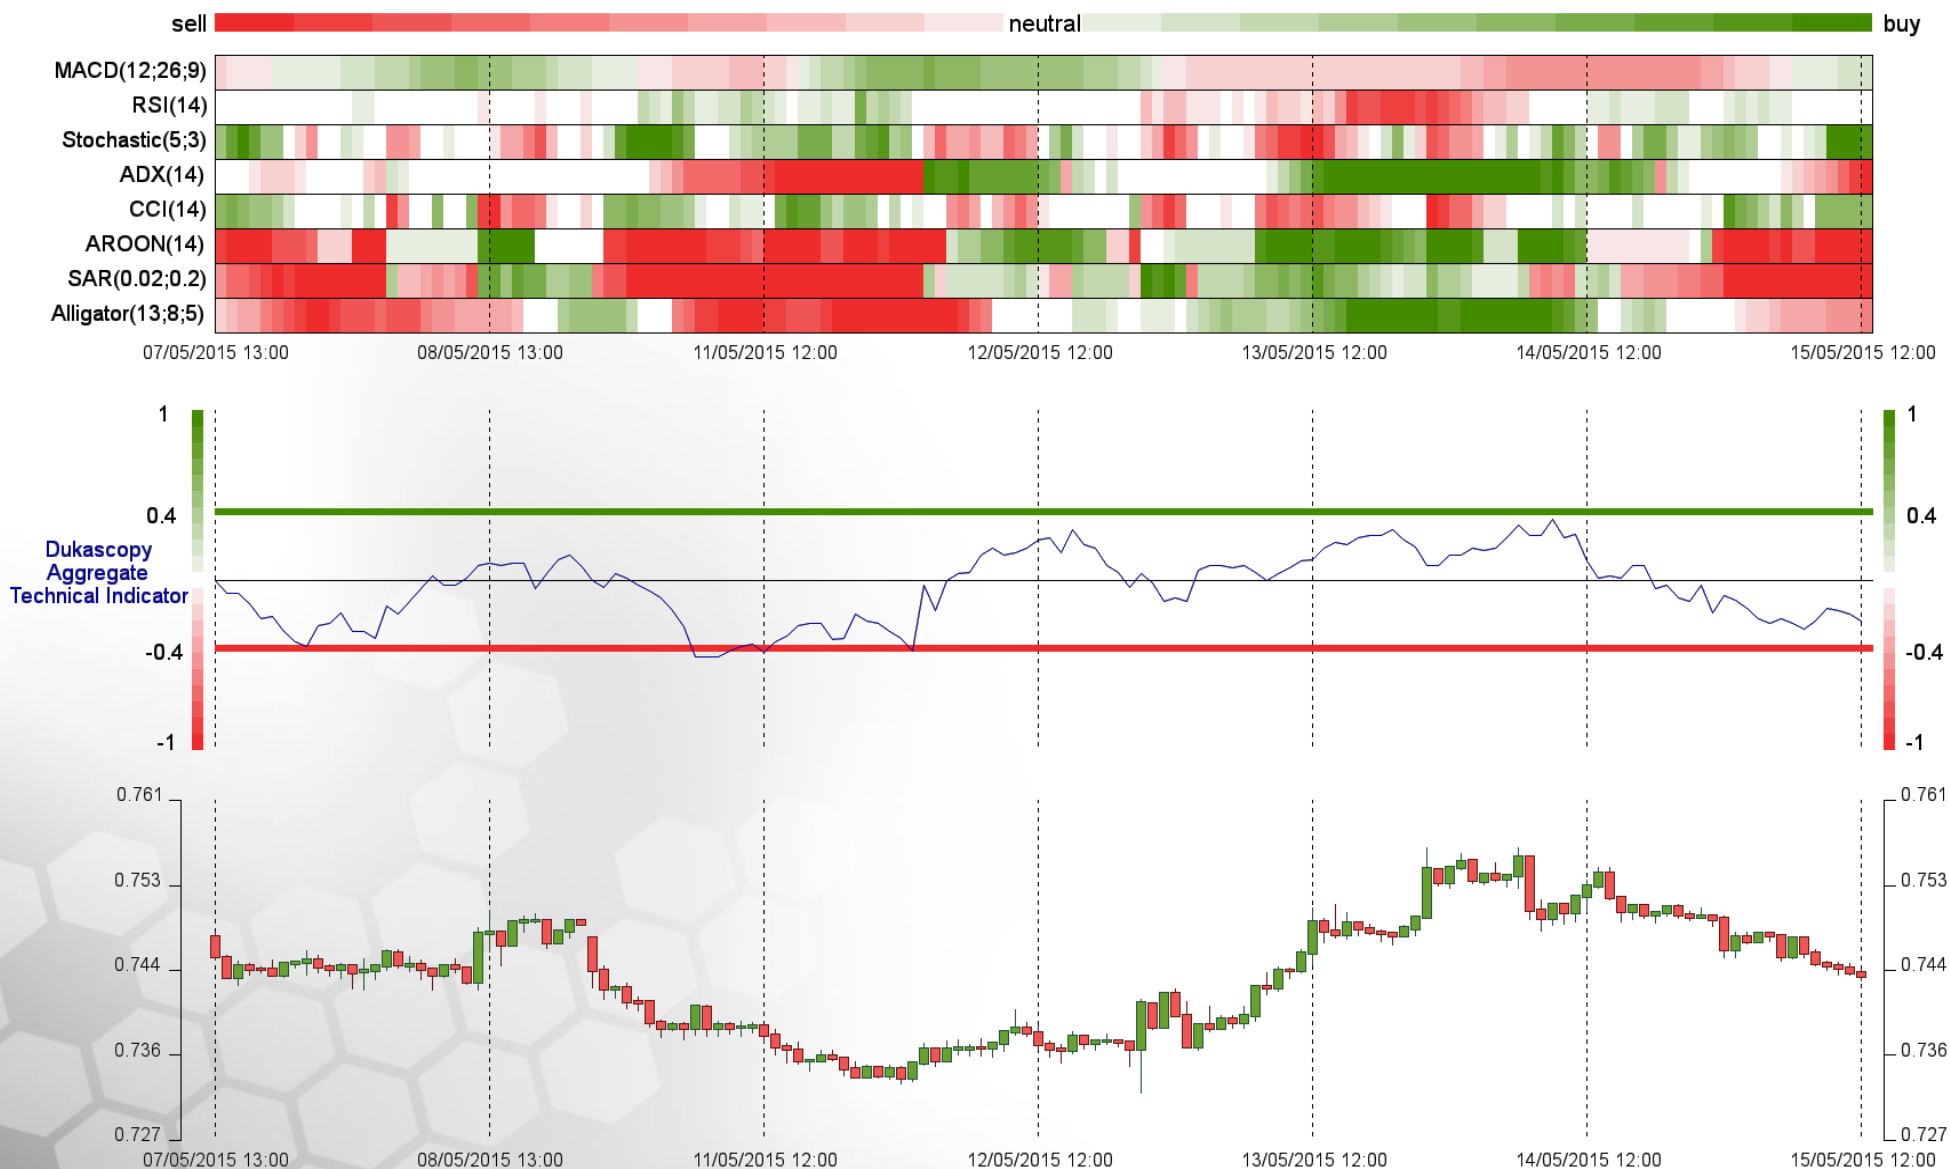 sell neutral buy
MACD(12;26;9)
RSI(14)
Stochastic(5;3)
ADX(14)
CCI(14)
AROON(14)
SAR(0.02;0.2)
Alligator(13;8;5)
07/05/2015 13:00 08/05/2015 13:00 11/05/2015 12:00 12/05/2015 12:00 13/05/2015 12:00 14/05/2015 12:00 15/05/2015 12:00
1 1
0.4 0.4
Dukascopy
Aggregate
Technical Indicator
-0.4 -0.4
-1 -1
0.761 0.761
0.753 0.753
0.744 0.744
0.736 0.736
0.727 0.727
07/05/2015 13:00 08/05/2015 13:00 11/05/2015 12:00 12/05/2015 12:00 13/05/2015 12:00 14/05/2015 12:00 15/05/2015 12:00